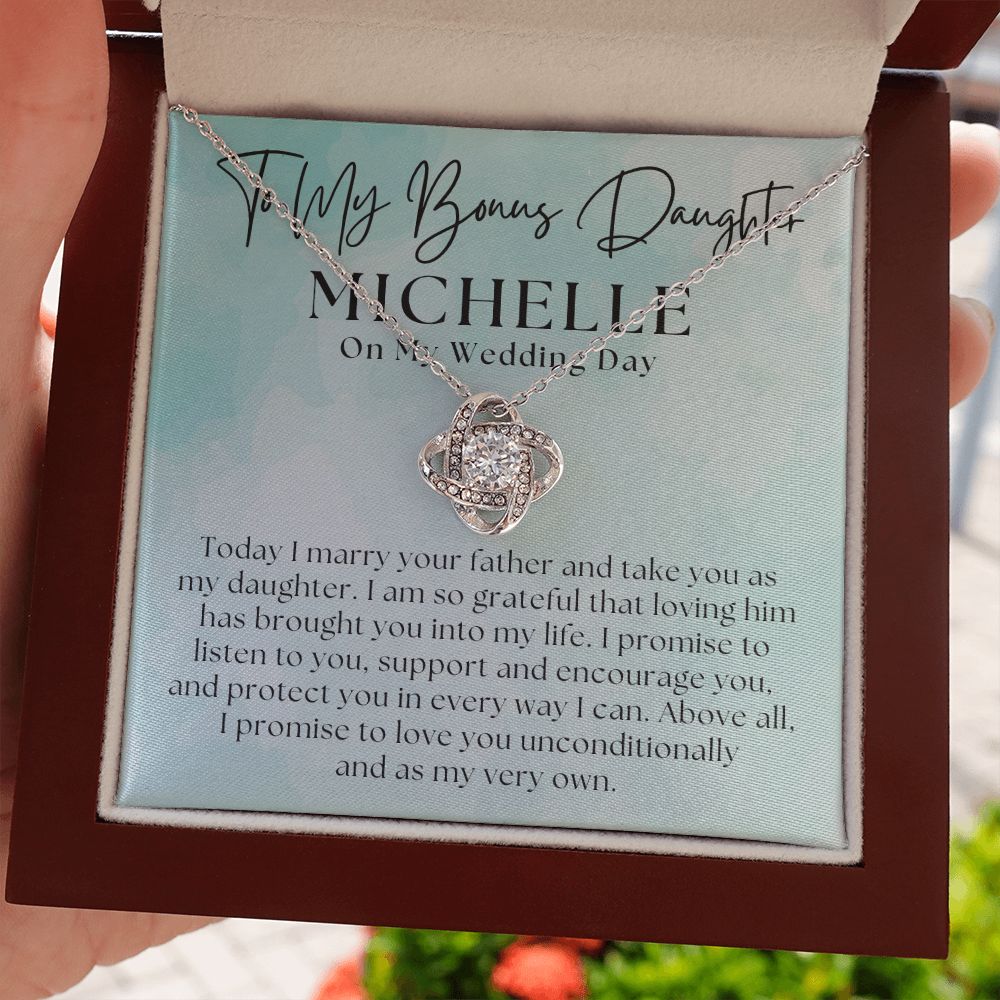 To My Bonus Daughter
MICHELLE
On My Wedding Day
Today I marry your father and take you as
my daughter. I am so grateful that loving him
has brought you into my life. I promise to
listen to you, support and encourage you,
and protect you in every way I can. Above all,
I promise to love you unconditionally
and as my very own.